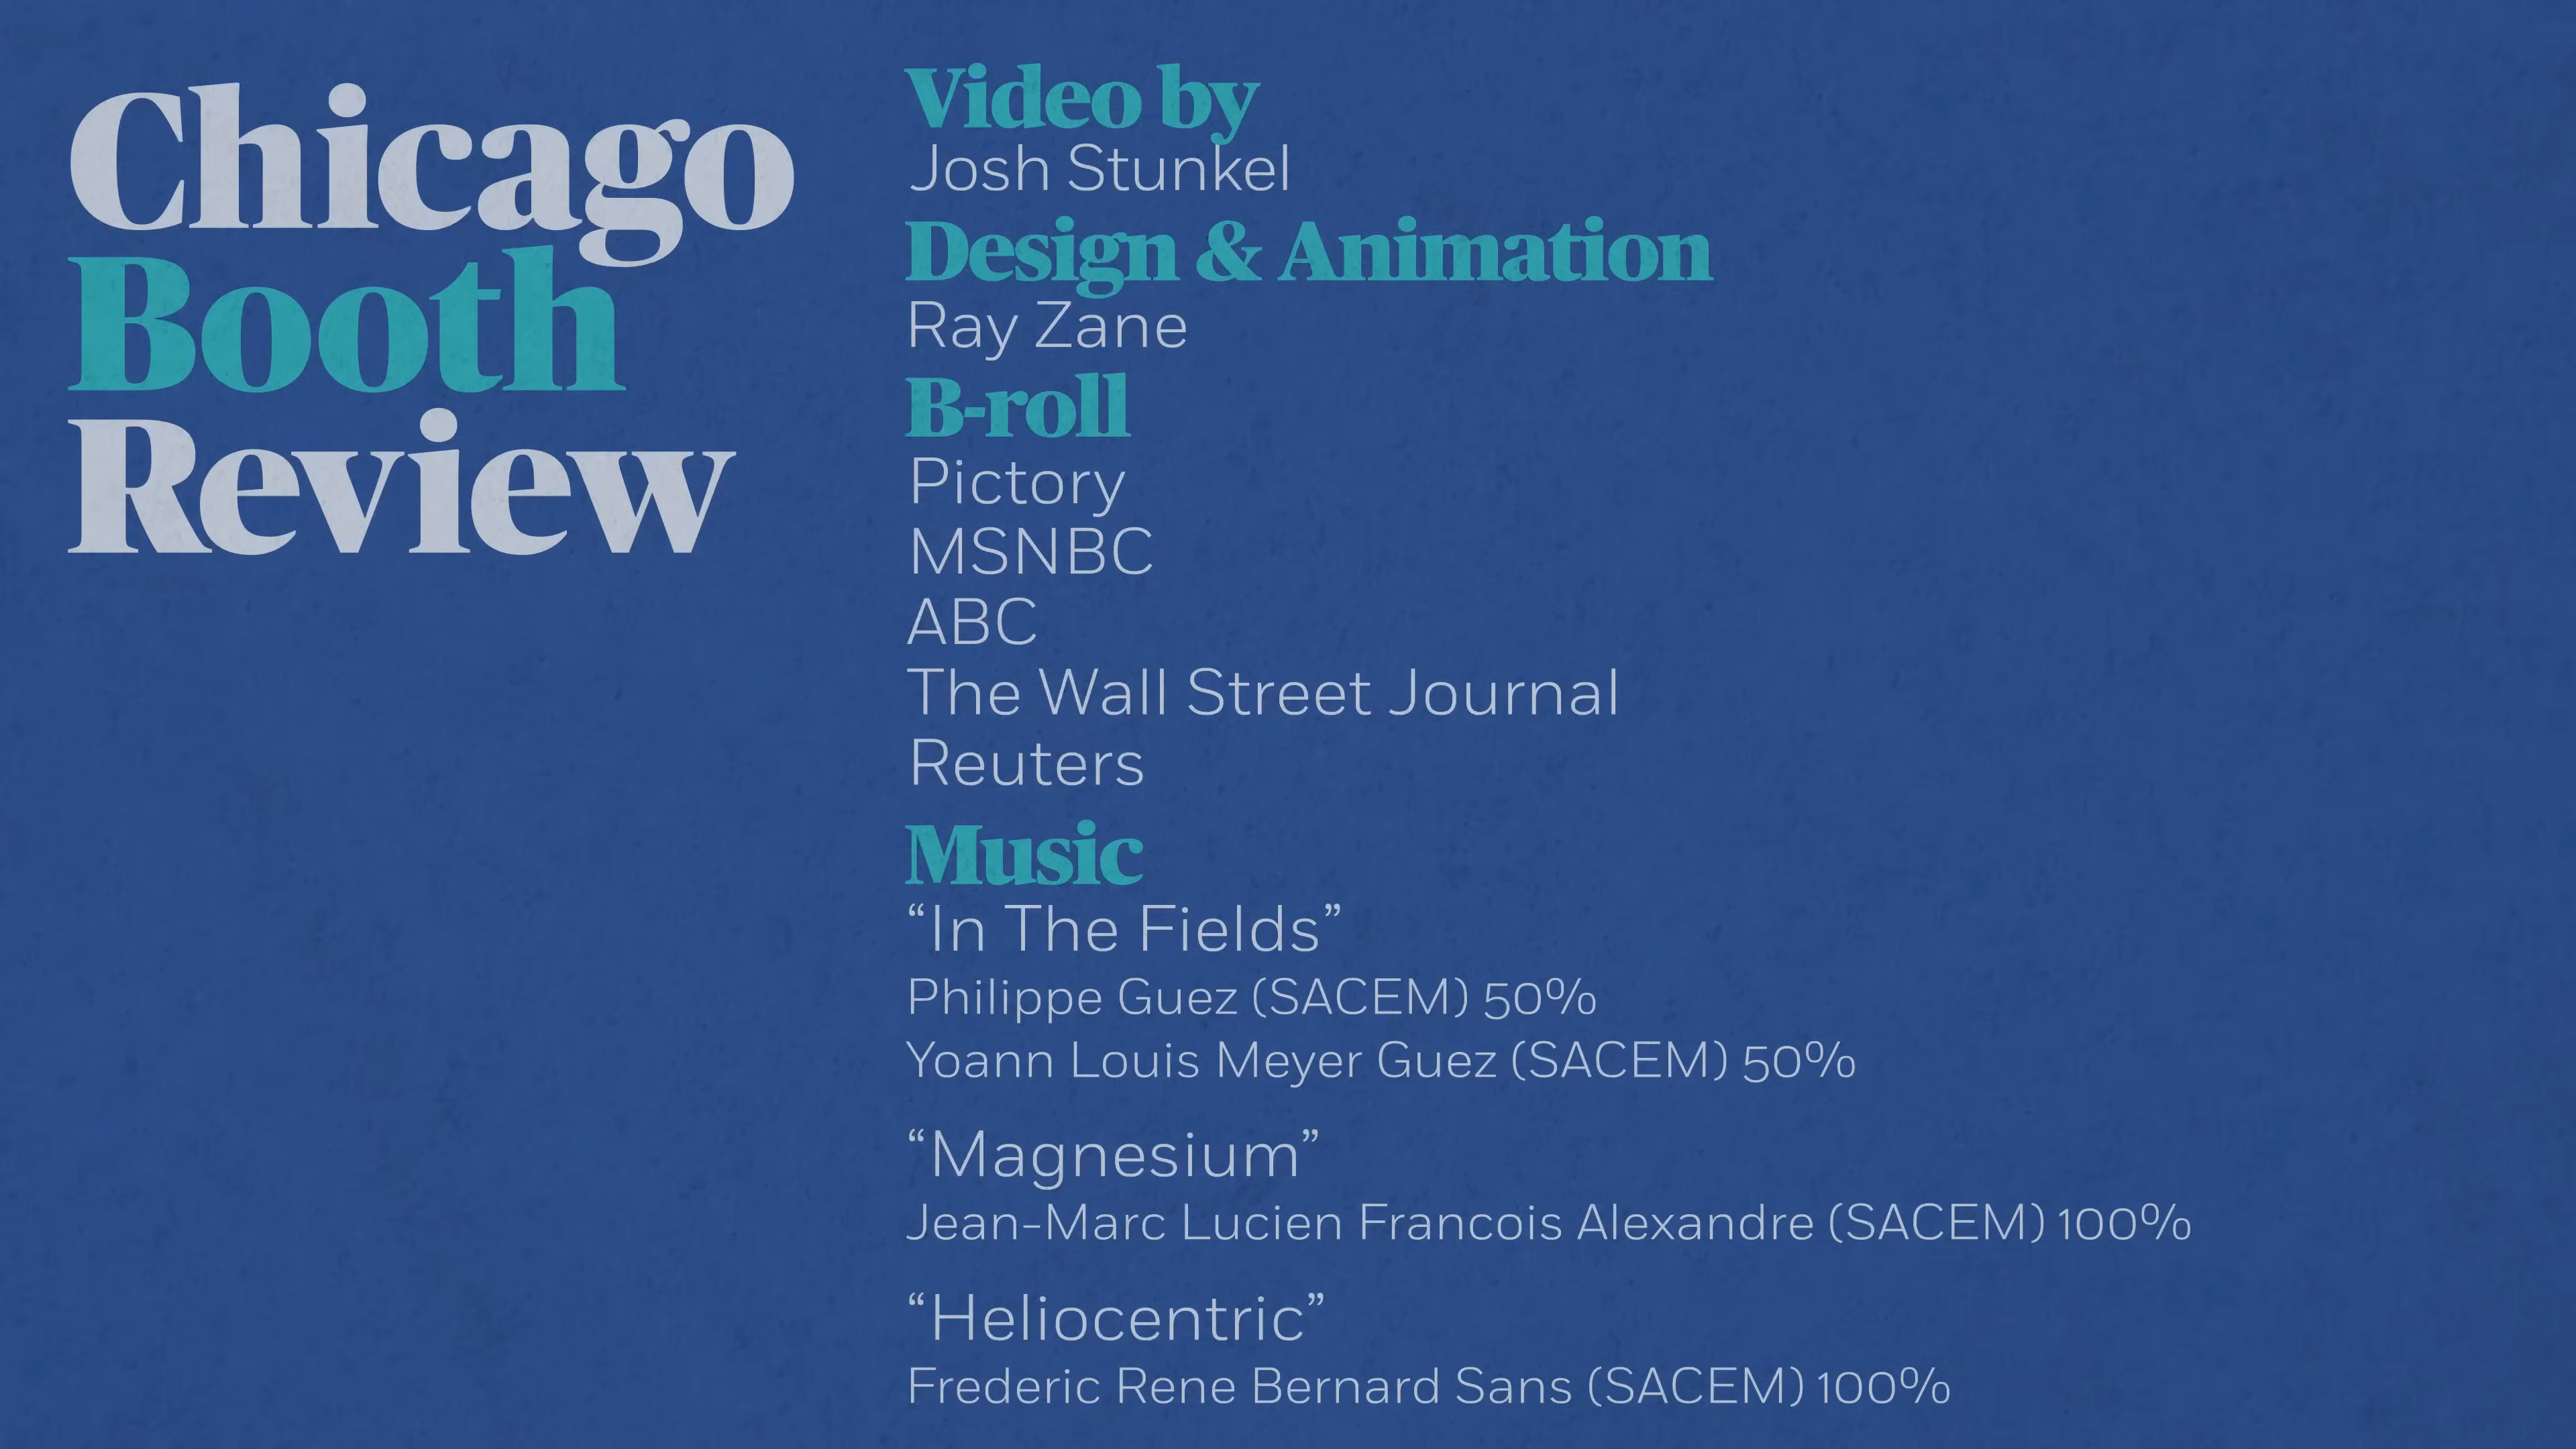 Chicago
Booth
Review
Video by
Josh Stunkel
Design & Animation
Ray Zane
B-roll
Pictory
MSNBC
ABC
The Wall Street Journal
Reuters
Music
“In The Fields”
Philippe Guez (SACEM) 50%
Yoann Louis Meyer Guez (SACEM) 50%
“Magnesium”
Jean-Marc Lucien Francois Alexandre (SACEM) 100%
“Heliocentric”
Frederic Rene Bernard Sans (SACEM) 100%